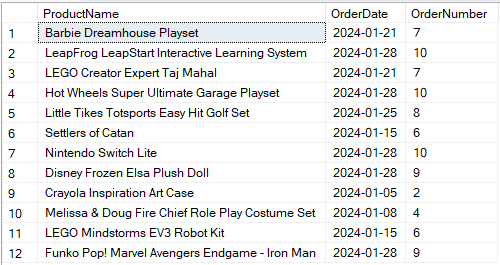 ProductName OrderDate OrderNumber
1 Barbie Dreamhouse Playset 2024-01-21 7
2 LeapFrog LeapStart Interactive Learning System 2024-01-28 10
3 LEGO Creator Expert Taj Mahal 2024-01-21 7
4 Hot Wheels Super Ultimate Garage Playset 2024-01-28 10
5 Little Tikes Totsports Easy Hit Golf Set 2024-01-25 8
6 Settlers of Catan 2024-01-15 6
7 Nintendo Switch Lite 2024-01-28 10
8 Disney Frozen Elsa Plush Doll 2024-01-28 9
9 Crayola Inspiration Art Case 2024-01-05 2
10 Melissa & Doug Fire Chief Role Play Costume Set 2024-01-08 4
11 LEGO Mindstorms EV3 Robot Kit 2024-01-15 6
12 Funko Pop! Marvel Avengers Endgame - Iron Man 2024-01-28 9